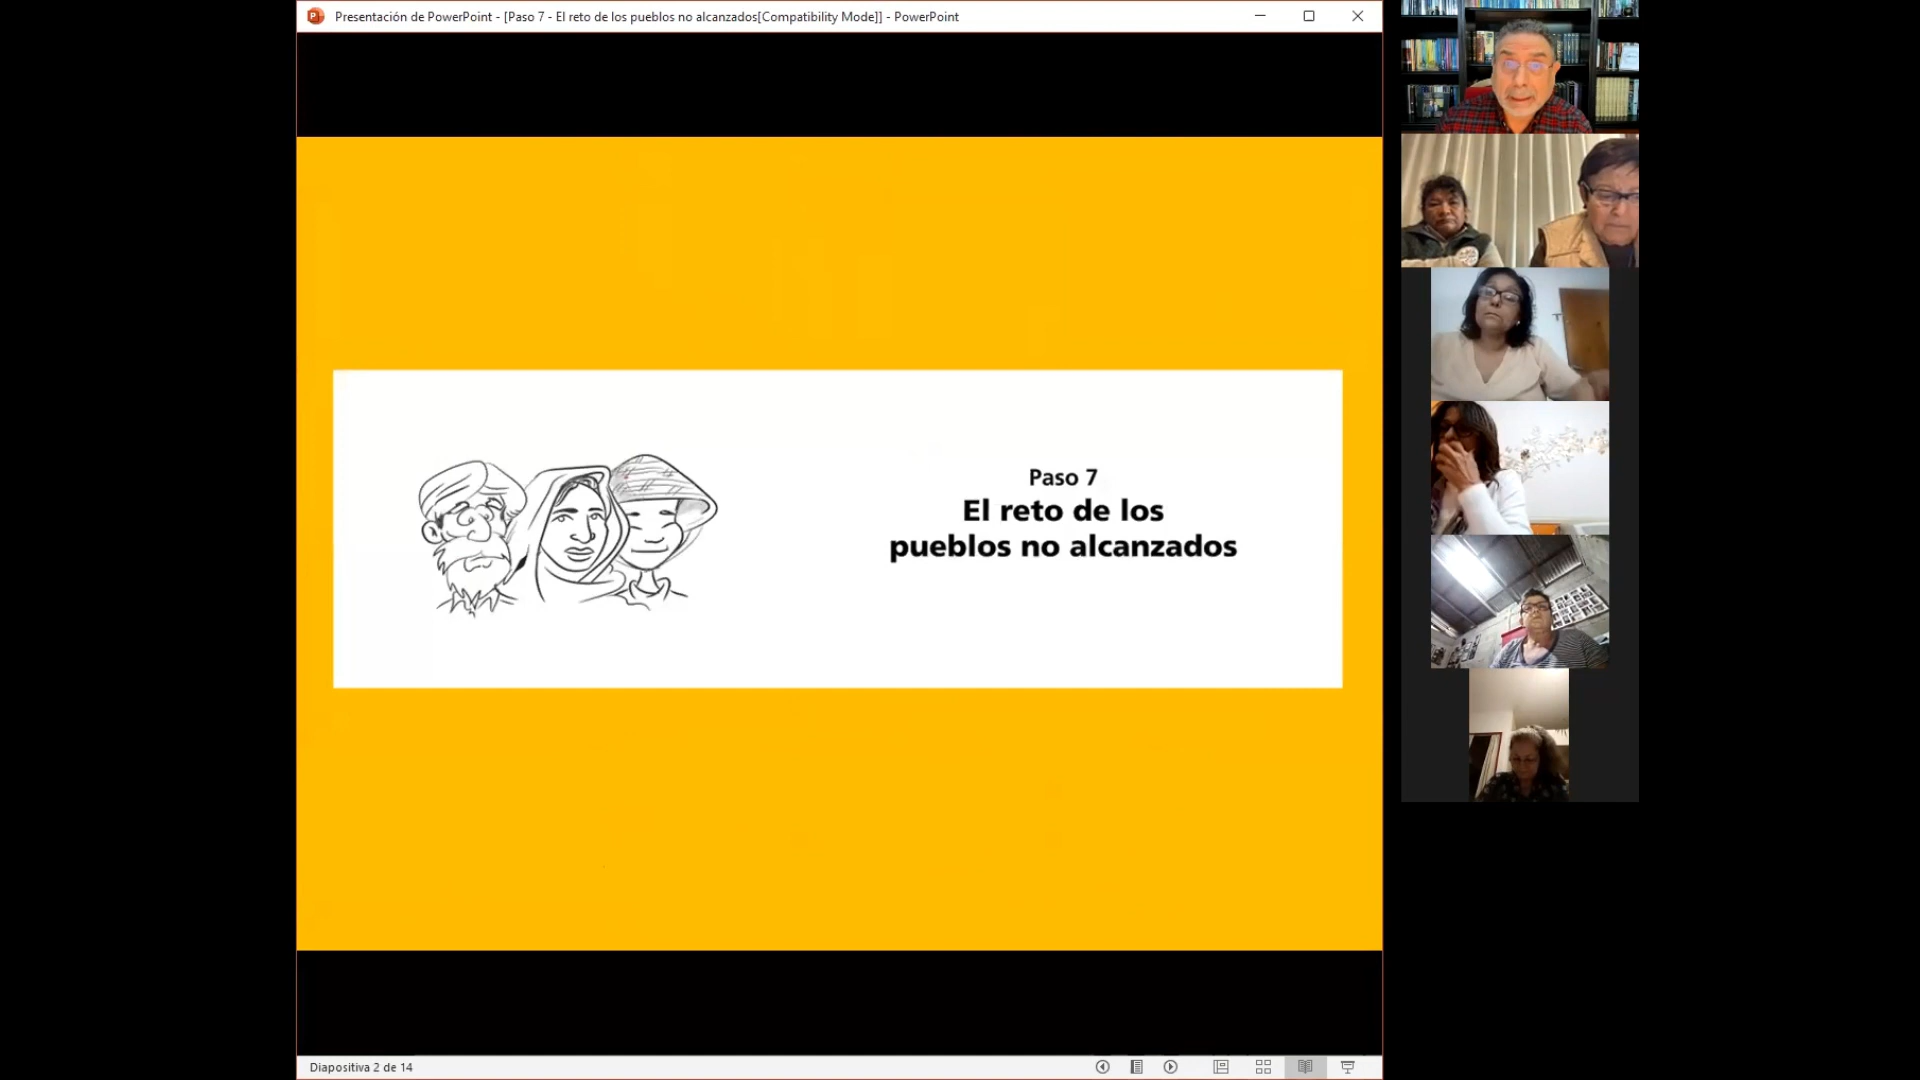 Presentación de PowerPoint - [Paso 7 - El reto de los pueblos no alcanzados[Compatibility Mode]] - PowerPoint
Paso 7
El reto de los
pueblos no alcanzados
Diapositiva 2 de 14